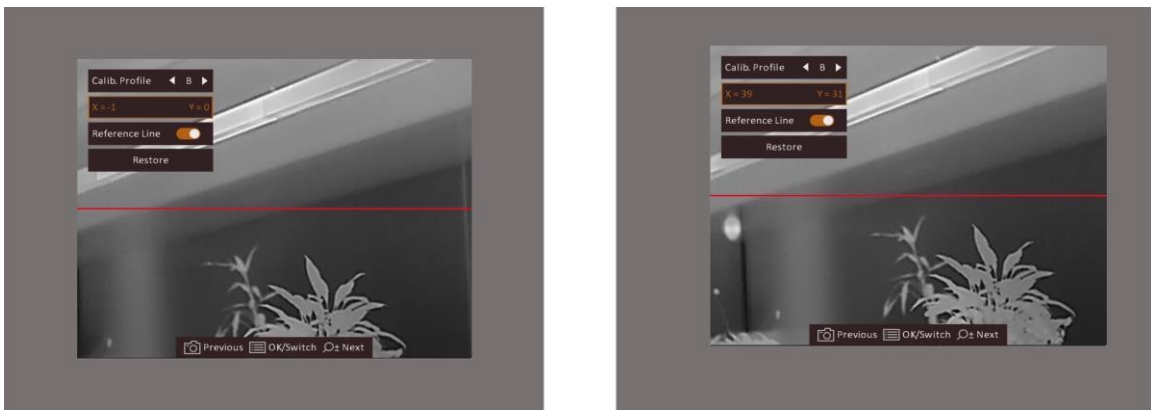 Calib. Profile ◀ B ▶
X = -1 Y = 0
Reference Line
Restore
Previous OK/Switch ± Next
Calib. Profile ◀ B ▶
X = 39 Y = 31
Reference Line
Restore
Previous OK/Switch ± Next